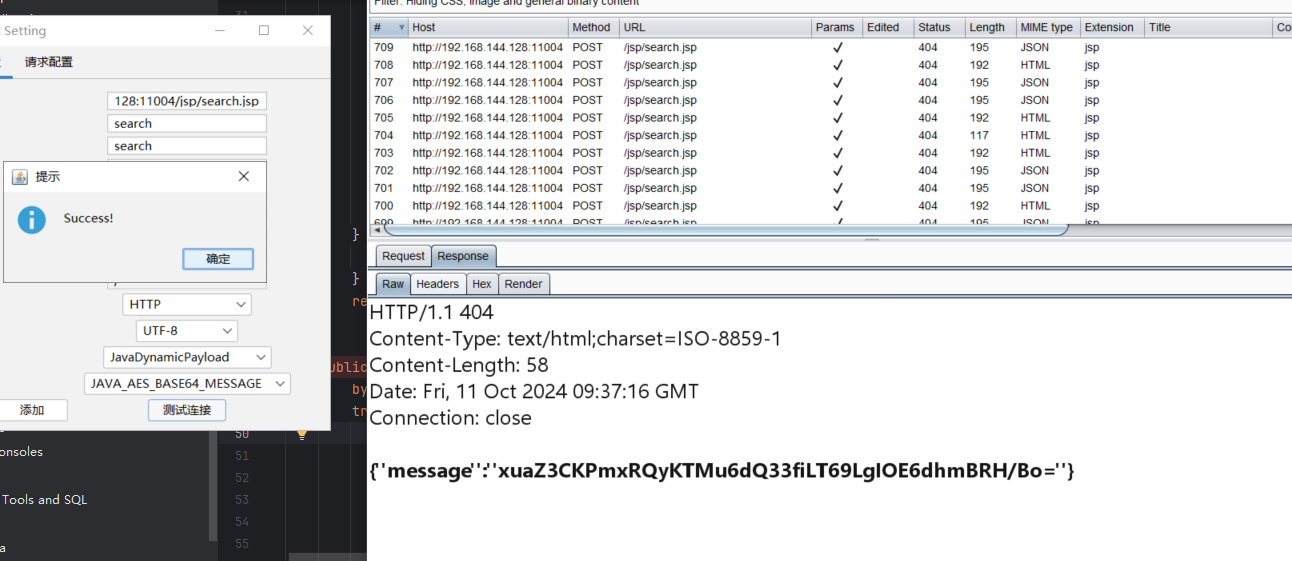 Setting
请求配置
128:11004/jsp/search.jsp
search
search
提示
Success!
确定
HTTP
UTF-8
JavaDynamicPayload
JAVA_AES_BASE64_MESSAGE
添加
测试连接
onsoles
Tools and SQL
a
}
}
re
ublic
by
tr
50
51
52
53
54
55
Filter: Hiding CSS, image and general binary content
# Host Method URL Params Edited Status Length MIME type Extension Title Co
709 http://192.168.144.128:11004 POST /jsp/search.jsp ✓ 404 195 JSON jsp
708 http://192.168.144.128:11004 POST /jsp/search.jsp ✓ 404 192 HTML jsp
707 http://192.168.144.128:11004 POST /jsp/search.jsp ✓ 404 195 JSON jsp
706 http://192.168.144.128:11004 POST /jsp/search.jsp ✓ 404 195 JSON jsp
705 http://192.168.144.128:11004 POST /jsp/search.jsp ✓ 404 192 HTML jsp
704 http://192.168.144.128:11004 POST /jsp/search.jsp ✓ 404 117 HTML jsp
703 http://192.168.144.128:11004 POST /jsp/search.jsp ✓ 404 192 HTML jsp
702 http://192.168.144.128:11004 POST /jsp/search.jsp ✓ 404 195 JSON jsp
701 http://192.168.144.128:11004 POST /jsp/search.jsp ✓ 404 195 JSON jsp
700 http://192.168.144.128:11004 POST /jsp/search.jsp ✓ 404 192 HTML jsp
699 http://192.168.144.128:11004 POST /jsp/search.jsp ✓ 404 195 JSON jsp
Request Response
Raw Headers Hex Render
HTTP/1.1 404
Content-Type: text/html;charset=ISO-8859-1
Content-Length: 58
Date: Fri, 11 Oct 2024 09:37:16 GMT
Connection: close
{"message":"xuaZ3CKPmxRQyKTMu6dQ33fiLT69LgIOE6dhmBRH/Bo="}